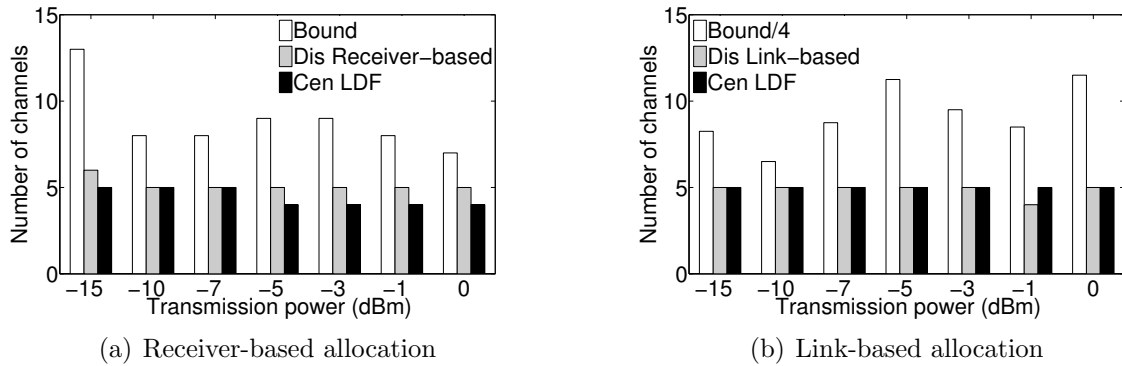 15
10
5
0
Number of channels
Bound
Dis Receiver−based
Cen LDF
−15 −10 −7 −5 −3 −1 0
Transmission power (dBm)
(a) Receiver-based allocation
15
10
5
0
Number of channels
Bound/4
Dis Link−based
Cen LDF
−15 −10 −7 −5 −3 −1 0
Transmission power (dBm)
(b) Link-based allocation